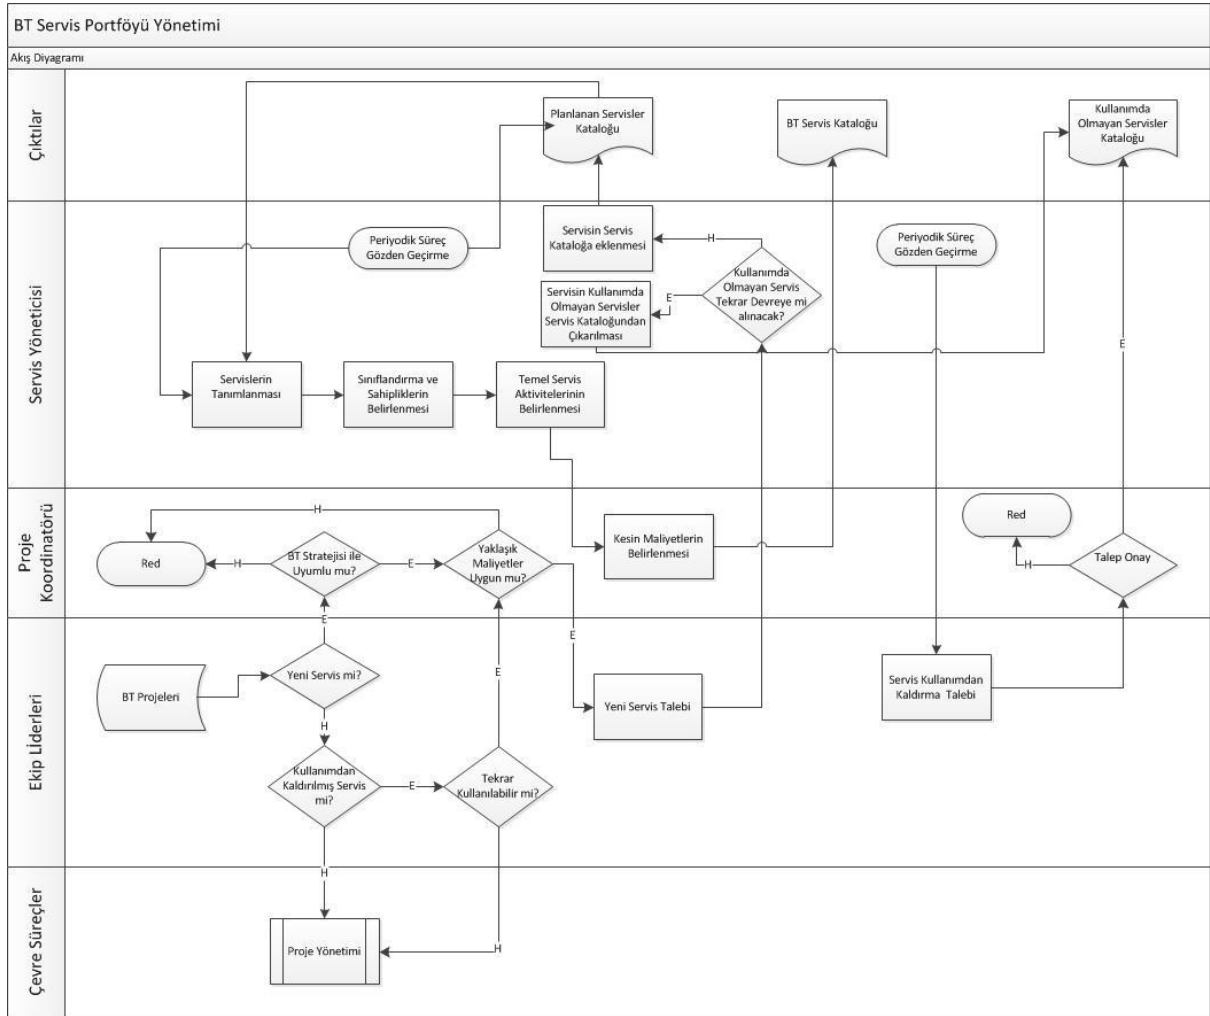 BT Servis Portföyü Yönetimi
Akış Diyagramı
Çıktılar
Planlanan Servisler
Kataloğu
BT Servis Kataloğu
Kullanımda
Olmayan Servisler
Kataloğu
Servis Yöneticisi
Periyodik Süreç
Gözden Geçirme
Servisin Servis
Kataloğa eklenmesi
H
Kullanımda
Olmayan Servis
Tekrar Devreye mi
alınacak?
E
Servisin Kullanımda
Olmayan Servisler
Servis Kataloğundan
Çıkarılması
Periyodik Süreç
Gözden Geçirme
E
Servislerin
Tanımlanması
Sınıflandırma ve
Sahipliklerin
Belirlenmesi
Temel Servis
Aktivitelerinin
Belirlenmesi
Proje
Koordinatörü
H
Red
H
BT Stratejisi ile
Uyumlu mu?
E
Yaklaşık
Maliyetler
Uygun mu?
Kesin Maliyetlerin
Belirlenmesi
Red
H
Talep Onay
Ekip Lİderlerİ
E
E
E
BT Projeleri
Yeni Servis mi?
H
Yeni Servis Talebi
Servis Kullanımdan
Kaldırma Talebi
Kullanımdan
Kaldırılmış Servis
mi?
E
Tekrar
Kullanılabilir mi?
Çevre Süreçler
H
Proje Yönetimi
H